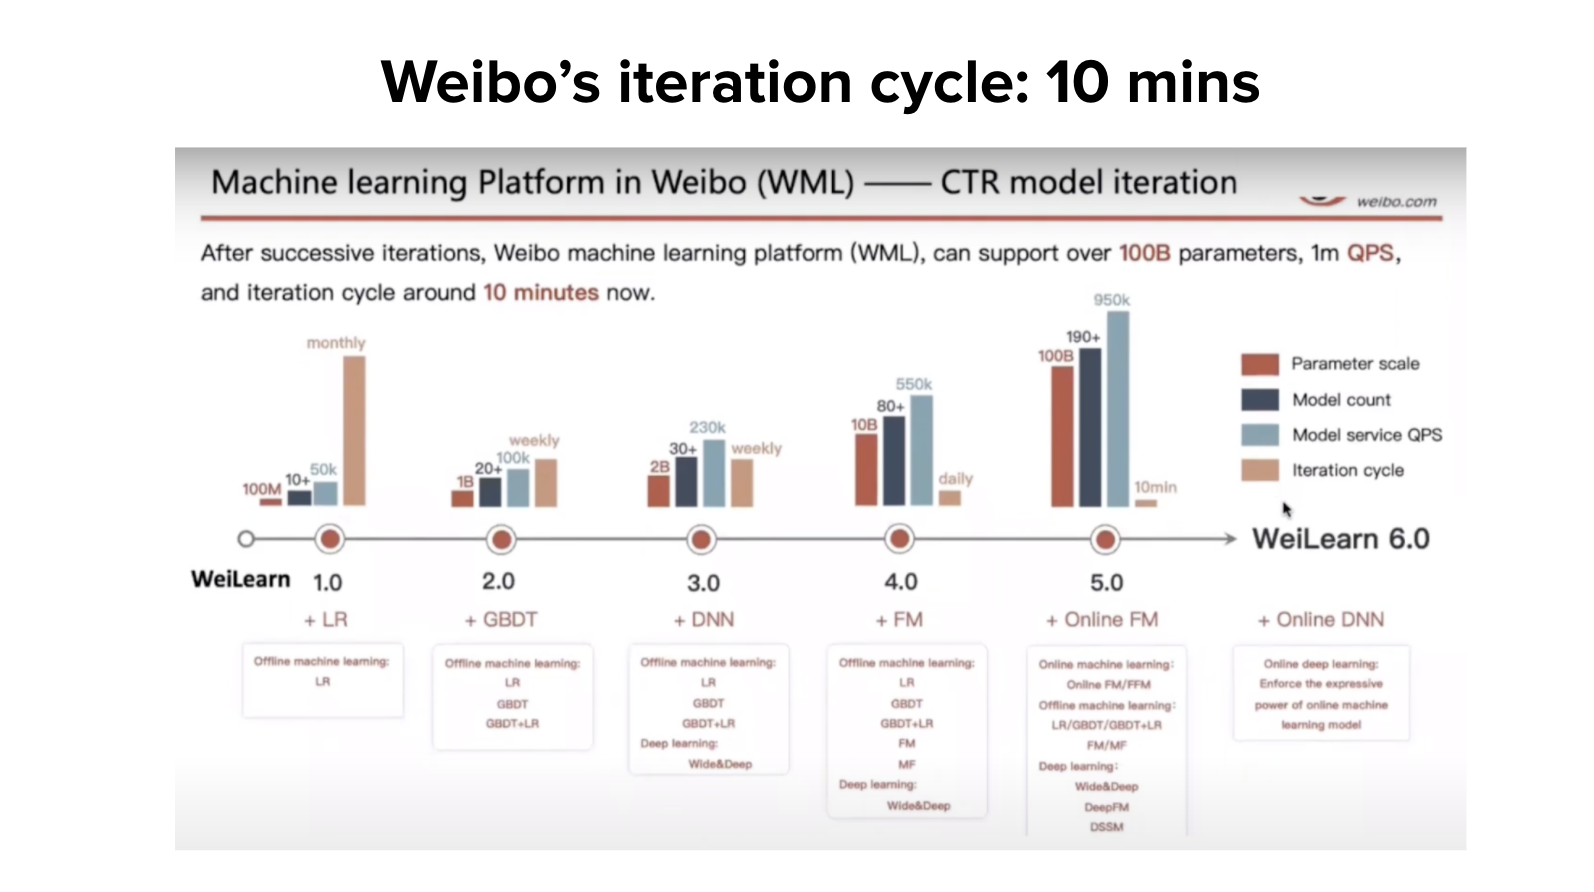 Weibo’s iteration cycle: 10 mins
Machine learning Platform in Weibo (WML) —— CTR model iteration
weibo.com
After successive iterations, Weibo machine learning platform (WML), can support over 100B parameters, 1m QPS,
and iteration cycle around 10 minutes now.
100M
10+
50k
monthly
1B
20+
100k
weekly
2B
30+
230k
weekly
10B
80+
550k
daily
100B
190+
950k
10min
Parameter scale
Model count
Model service QPS
Iteration cycle
WeiLearn 6.0
WeiLearn 1.0
2.0
3.0
4.0
5.0
+ LR
+ GBDT
+ DNN
+ FM
+ Online FM
+ Online DNN
Offline machine learning:
LR
Offline machine learning:
LR
GBDT
GBDT+LR
Offline machine learning:
LR
GBDT
GBDT+LR
Deep learning:
Wide&Deep
Offline machine learning:
LR
GBDT
GBDT+LR
FM
MF
Deep learning:
Wide&Deep
Online machine learning:
Online FM/FFM
Offline machine learning:
LR/GBDT/GBDT+LR
FM/MF
Deep learning:
Wide&Deep
DeepFM
DSSM
Online deep learning:
Enforce the expressive
power of online machine
learning model